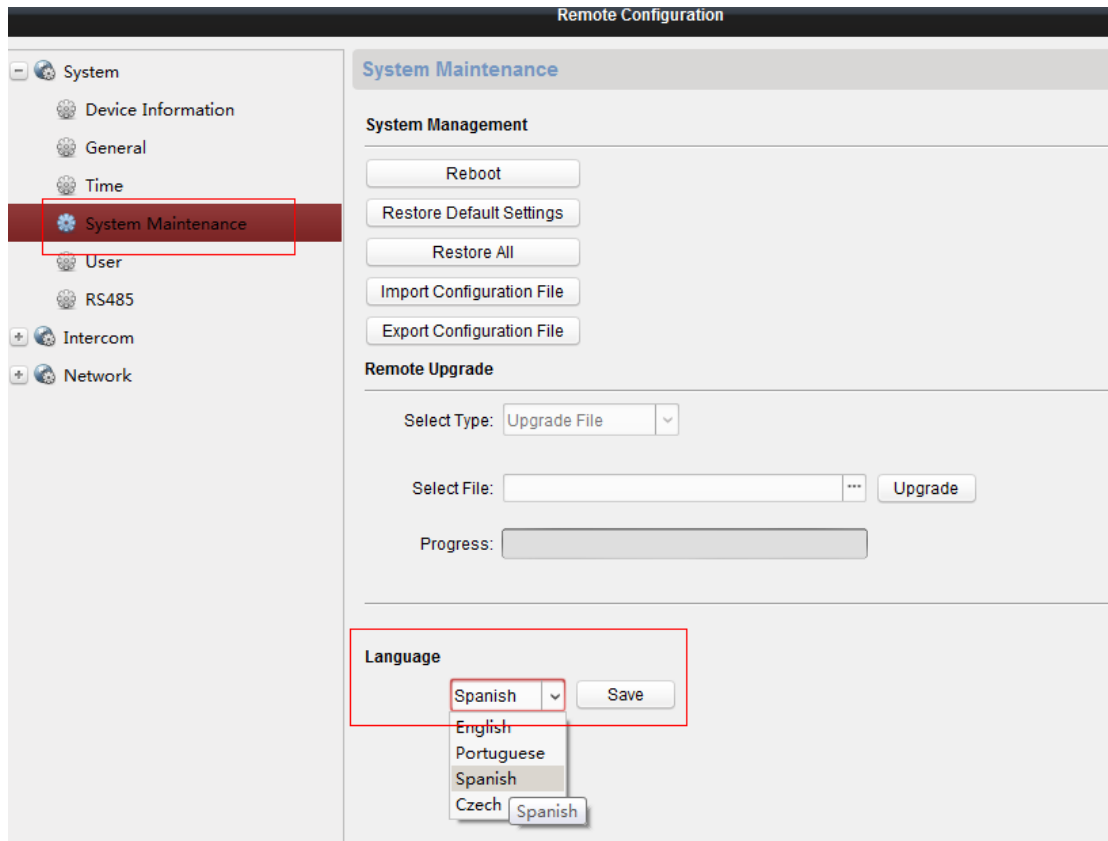 Remote Configuration
System
Device Information
General
Time
System Maintenance
User
RS485
Intercom
Network
System Maintenance
System Management
Reboot
Restore Default Settings
Restore All
Import Configuration File
Export Configuration File
Remote Upgrade
Select Type: Upgrade File
Select File: ... Upgrade
Progress:
Language
Spanish Save
English
Portuguese
Spanish
Czech Spanish